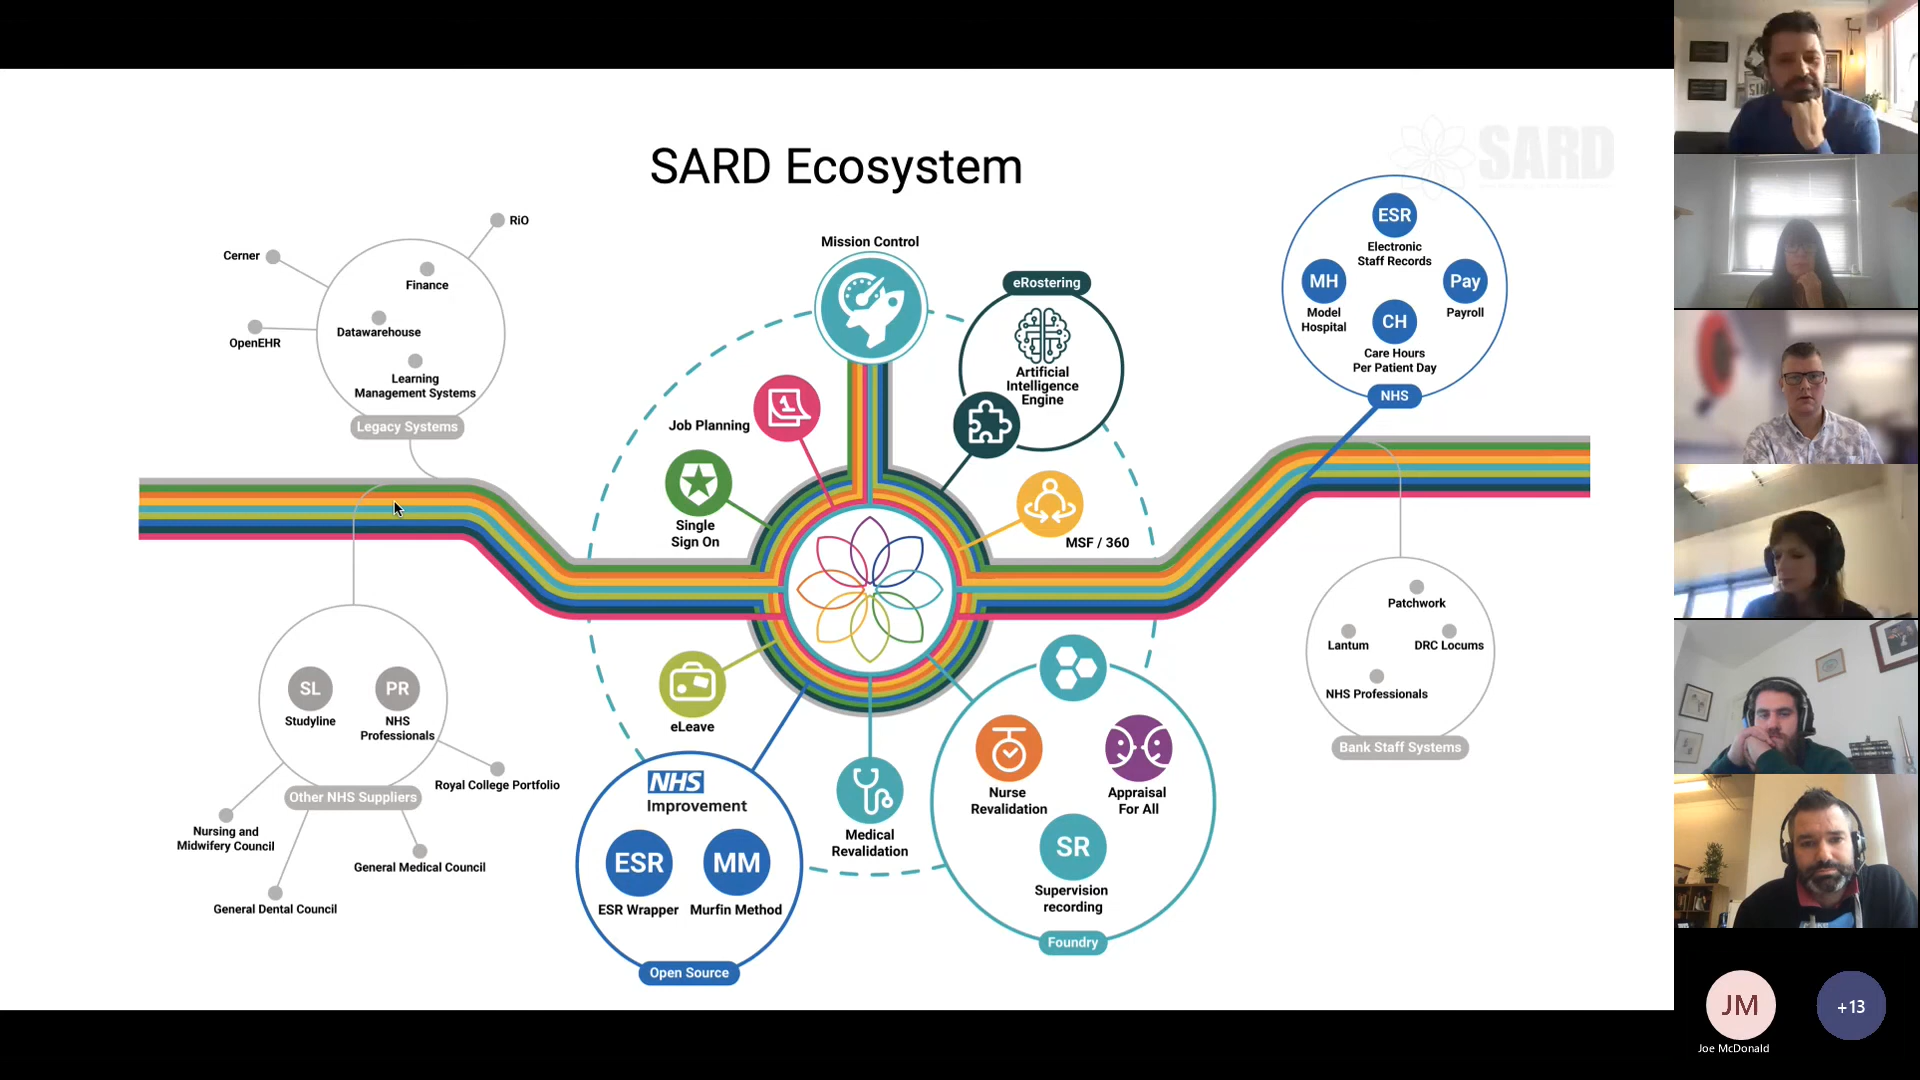 SARD Ecosystem
SARD
RiO
Cerner
Finance
Datawarehouse
OpenEHR
Learning
Management Systems
Legacy Systems
Mission Control
eRostering
Artificial
Intelligence
Engine
Job Planning
1
Single
Sign On
MSF / 360
ESR
Electronic
Staff Records
MH
Model
Hospital
Pay
Payroll
CH
Care Hours
Per Patient Day
NHS
SL
Studyline
PR
NHS
Professionals
Royal College Portfolio
Other NHS Suppliers
Nursing and
Midwifery Council
General Medical Council
General Dental Council
eLeave
NHS
Improvement
ESR
ESR Wrapper
MM
Murfin Method
Open Source
Medical
Revalidation
Nurse
Revalidation
Appraisal
For All
SR
Supervision
recording
Foundry
Patchwork
Lantum
DRC Locums
NHS Professionals
Bank Staff Systems
JM
Joe McDonald
+13